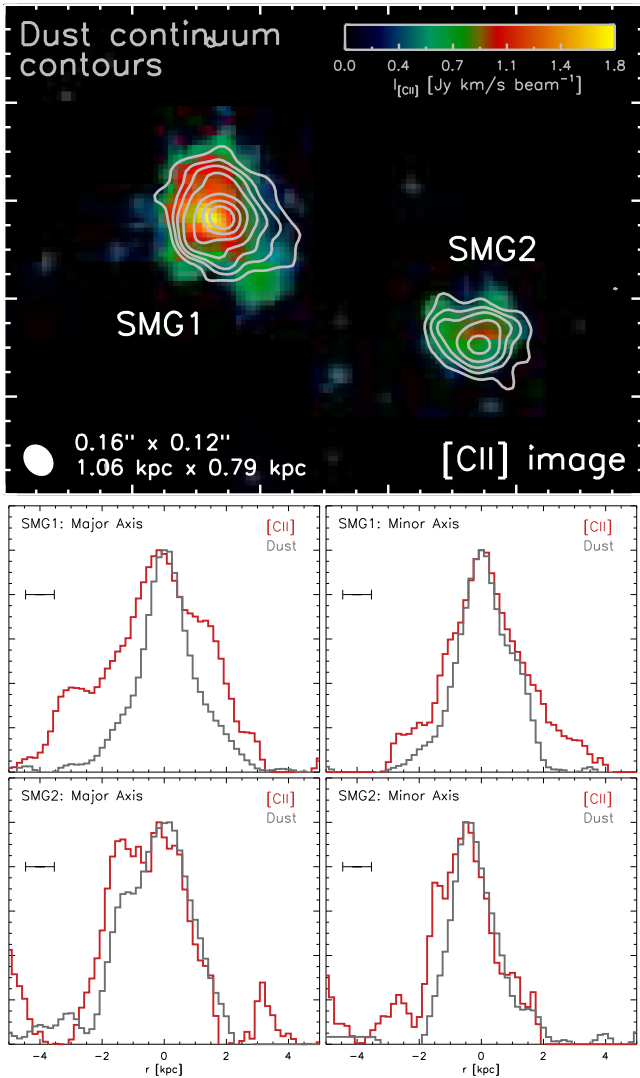 Dust continuum
contours
0.0 0.4 0.7 1.1 1.4 1.8
I[CII] [Jy km/s beam⁻¹]
SMG2
SMG1
0.16" x 0.12"
1.06 kpc x 0.79 kpc
[CII] image
SMG1: Major Axis
[CII]
Dust
SMG1: Minor Axis
[CII]
Dust
SMG2: Major Axis
[CII]
Dust
SMG2: Minor Axis
[CII]
Dust
−4 −2 0 2 4
r [kpc]
−4 −2 0 2 4
r [kpc]